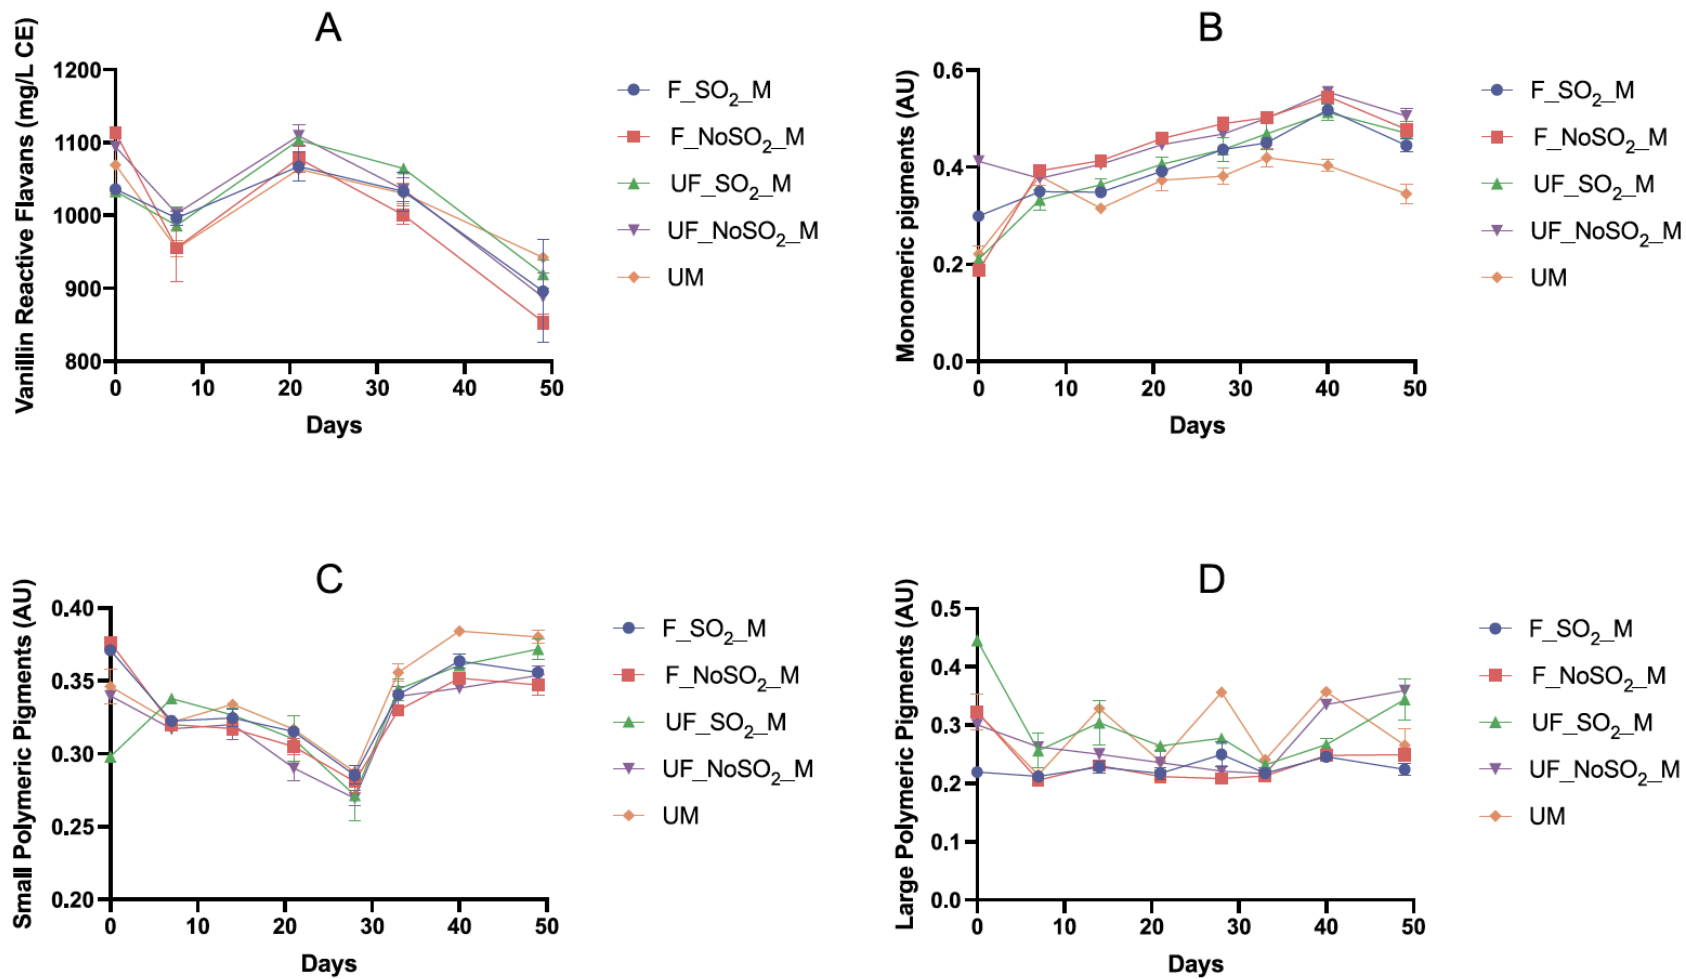 A
Vanillin Reactive Flavans (mg/L CE)
1200
1100
1000
900
800
0 10 20 30 40 50
Days
F_SO₂_M
F_NoSO₂_M
UF_SO₂_M
UF_NoSO₂_M
UM
B
Monomeric pigments (AU)
0.6
0.4
0.2
0.0
0 10 20 30 40 50
Days
F_SO₂_M
F_NoSO₂_M
UF_SO₂_M
UF_NoSO₂_M
UM
C
Small Polymeric Pigments (AU)
0.40
0.35
0.30
0.25
0.20
0 10 20 30 40 50
Days
F_SO₂_M
F_NoSO₂_M
UF_SO₂_M
UF_NoSO₂_M
UM
D
Large Polymeric Pigments (AU)
0.5
0.4
0.3
0.2
0.1
0.0
0 10 20 30 40 50
Days
F_SO₂_M
F_NoSO₂_M
UF_SO₂_M
UF_NoSO₂_M
UM